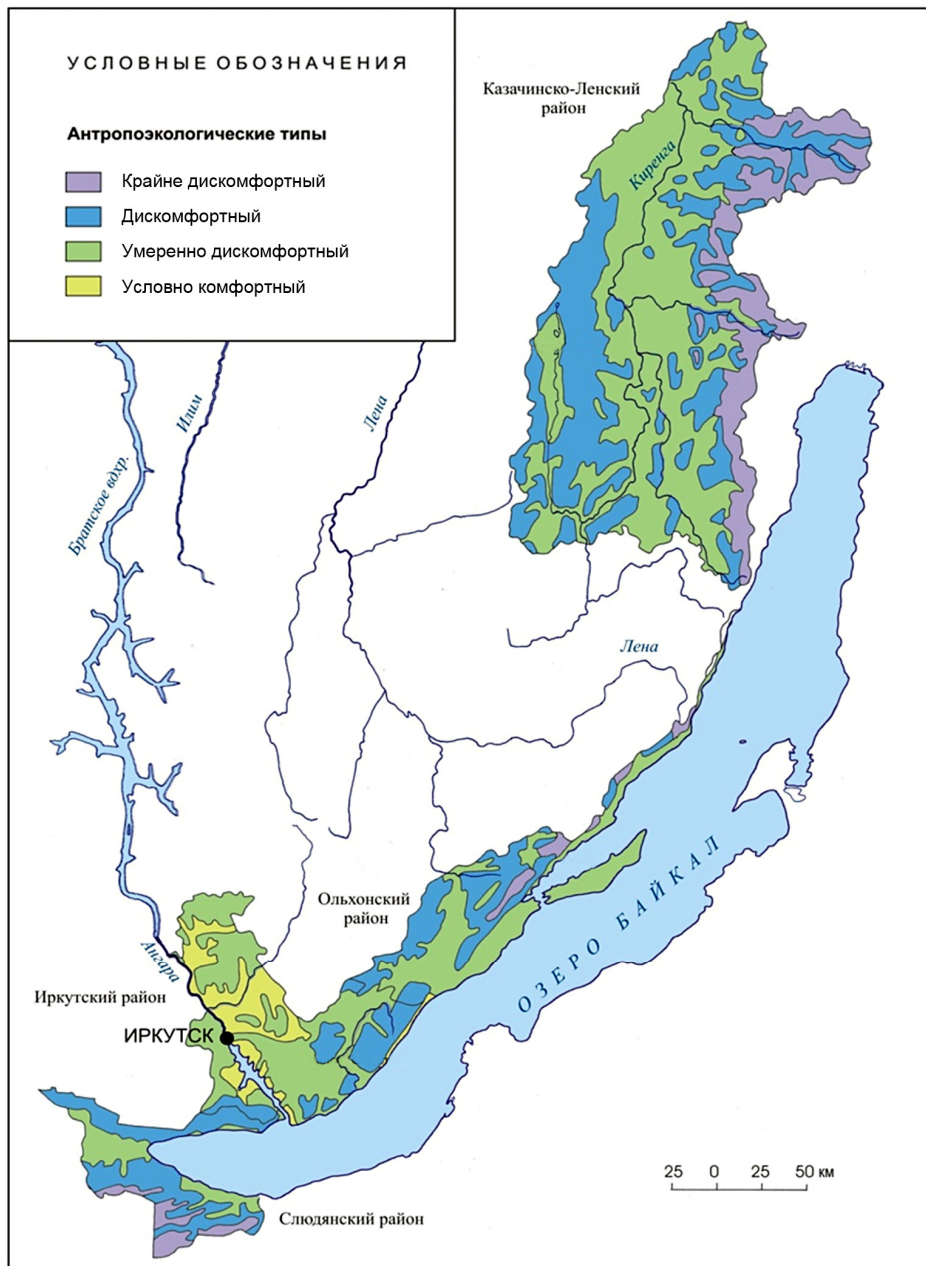 УСЛОВНЫЕ ОБОЗНАЧЕНИЯ
Антропоэкологические типы
Крайне дискомфортный
Дискомфортный
Умеренно дискомфортный
Условно комфортный
Казачинско-Ленский
район
Киренга
Илим
Лена
Братское вдхр.
Лена
Ольхонский
район
Ангара
Иркутский район
ИРКУТСК
ОЗЕРО БАЙКАЛ
25 0 25 50 км
Слюдянский район